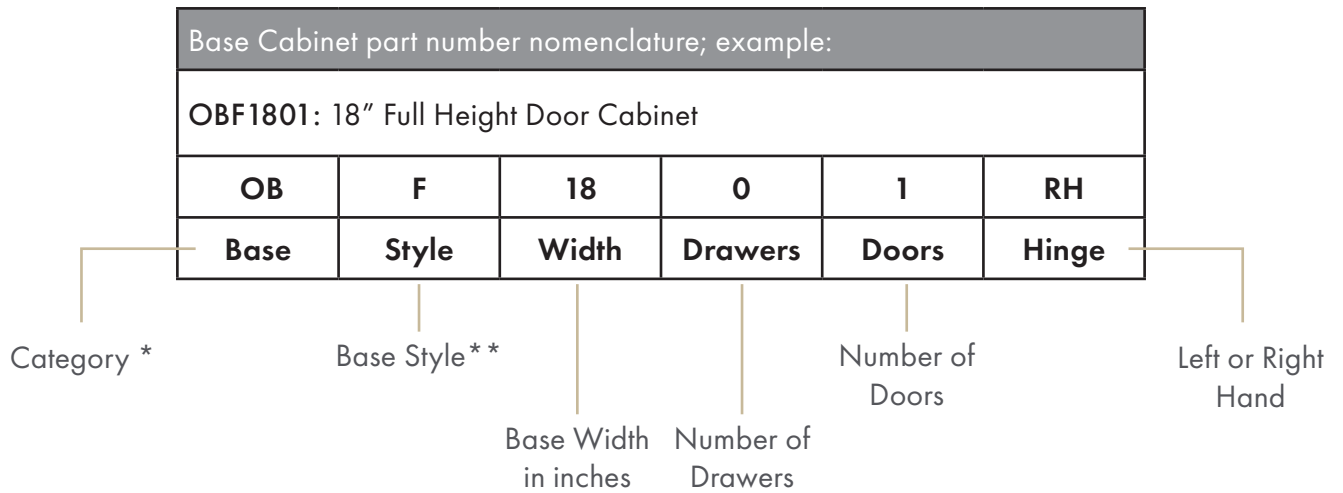 Base Cabinet part number nomenclature; example:
OBF1801: 18” Full Height Door Cabinet
OB F 18 0 1 RH
Base Style Width Drawers Doors Hinge
Category *
Base Style**
Base Width
in inches
Number of
Drawers
Number of
Doors
Left or Right
Hand